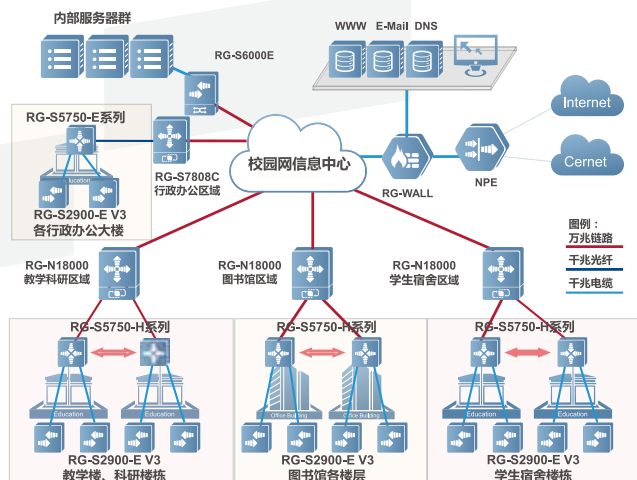 内部服务器群
WWW E-Mail DNS
RG-S6000E
RG-S5750-E系列
Internet
校园网信息中心
Cernet
RG-S7808C
行政办公区域
RG-WALL
NPE
Education
RG-S2900-E V3
各行政办公大楼
图例：
万兆链路
千兆光纤
千兆电缆
RG-N18000
教学科研区域
RG-N18000
图书馆区域
RG-N18000
学生宿舍区域
RG-S5750-H系列
RG-S5750-H系列
RG-S5750-H系列
Education
Education
Office Building
Office Building
Education
Education
RG-S2900-E V3
教学楼、科研楼栋
RG-S2900-E V3
图书馆各楼层
RG-S2900-E V3
学生宿舍楼栋